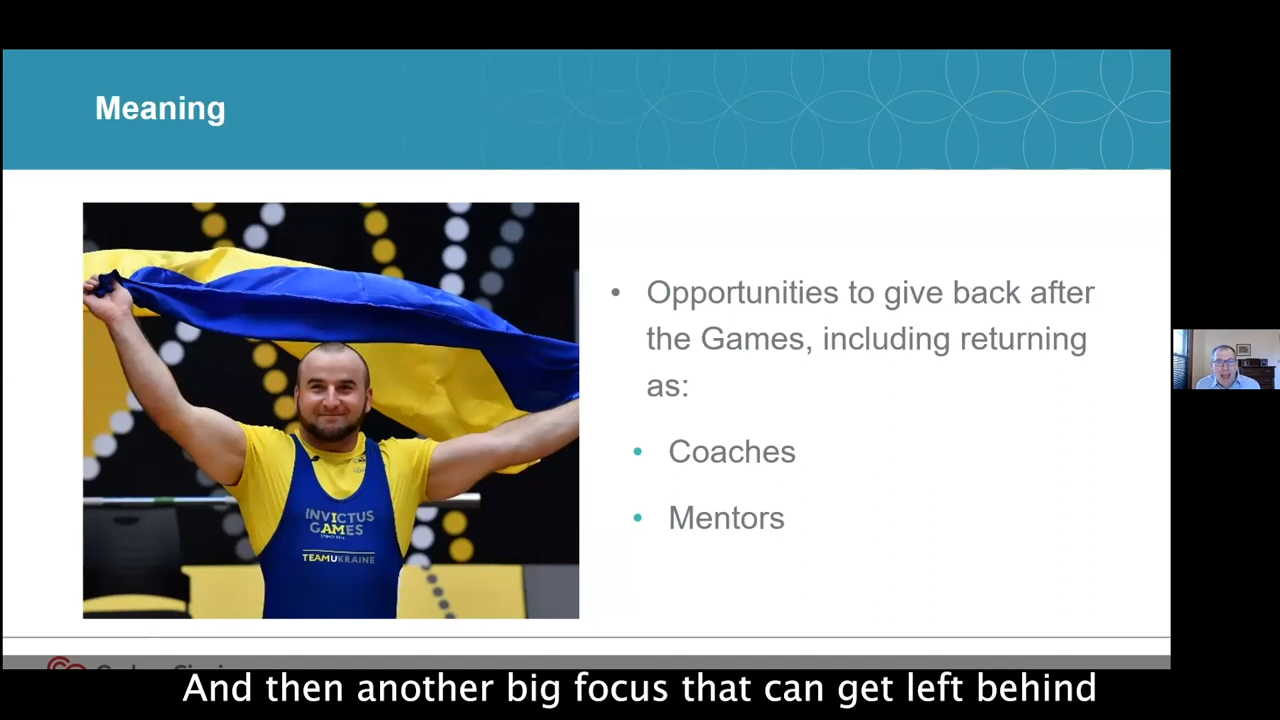 Meaning
Opportunities to give back after
the Games, including returning
as:
Coaches
Mentors
INVICTUS
GAMES
TEAMUKRAINE
And then another big focus that can get left behind